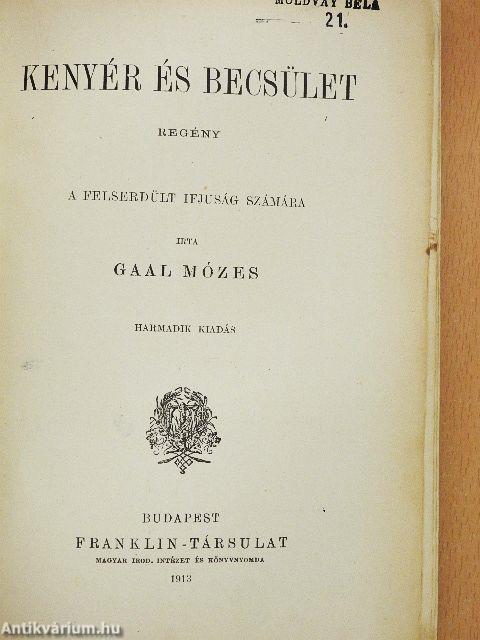 MOLDVAY BÉLA
21.
KENYÉR ÉS BECSÜLET
REGÉNY
A FELSERDÜLT IFJUSÁG SZÁMÁRA
IRTA
GAAL MÓZES
HARMADIK KIADÁS
BUDAPEST
FRANKLIN-TÁRSULAT
MAGYAR IROD. INTÉZET ÉS KÖNYVNYOMDA
1913
Antikvárium.hu